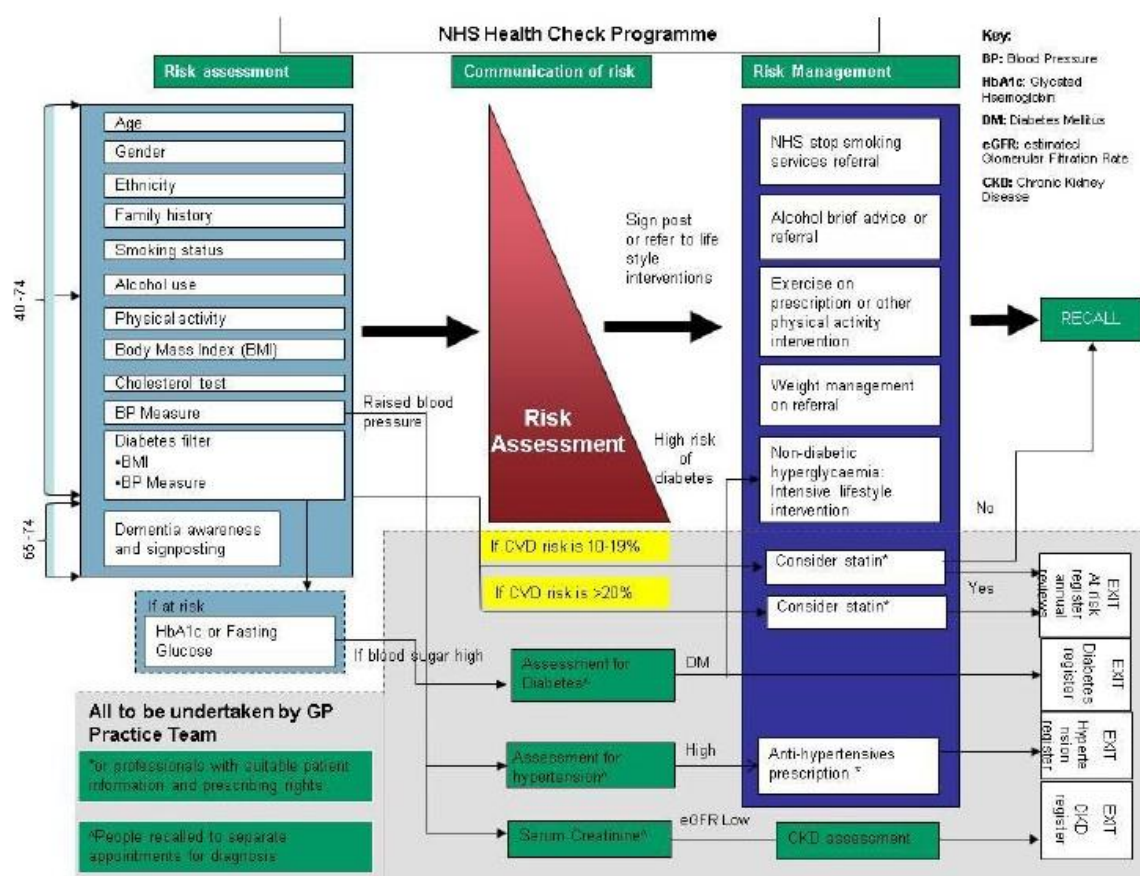 NHS Health Check Programme
Risk assessment
Communication of risk
Risk Management
Key:
BP: Blood Pressure
HbA1c: Glycated
Haemoglobin
DM: Diabetes Mellitus
eGFR: estimated
Glomerular Filtration Rate
CKD: Chronic Kidney
Disease
40-74
65-74
Age
Gender
Ethnicity
Family history
Smoking status
Alcohol use
Physical activity
Body Mass Index (BMI)
Cholesterol test
BP Measure
Diabetes filter
•BMI
•BP Measure
Dementia awareness
and signposting
If at risk
HbA1c or Fasting
Glucose
Raised blood
pressure
If blood sugar high
Risk
Assessment
Sign post
or refer to life
style
interventions
High risk
of
diabetes
If CVD risk is 10-19%
If CVD risk is >20%
Assessment for
Diabetes^
DM
Assessment for
hypertension^
High
Serum-Creatinine^
eGFR Low
CKD assessment
NHS stop smoking
services referral
Alcohol brief advice or
referral
Exercise on
prescription or other
physical activity
intervention
Weight management
on referral
Non-diabetic
hyperglycaemia:
Intensive lifestyle
intervention
Consider statin*
Consider statin*
Anti-hypertensives
prescription *
RECALL
No
Yes
EXIT
At risk
register
annual
reviews
EXIT
Diabetes
register
EXIT
Hyperte
nsion
register
EXIT
CKD
register
All to be undertaken by GP
Practice Team
*or professionals with suitable patient
information and prescribing rights
^People recalled to separate
appointments for diagnosis